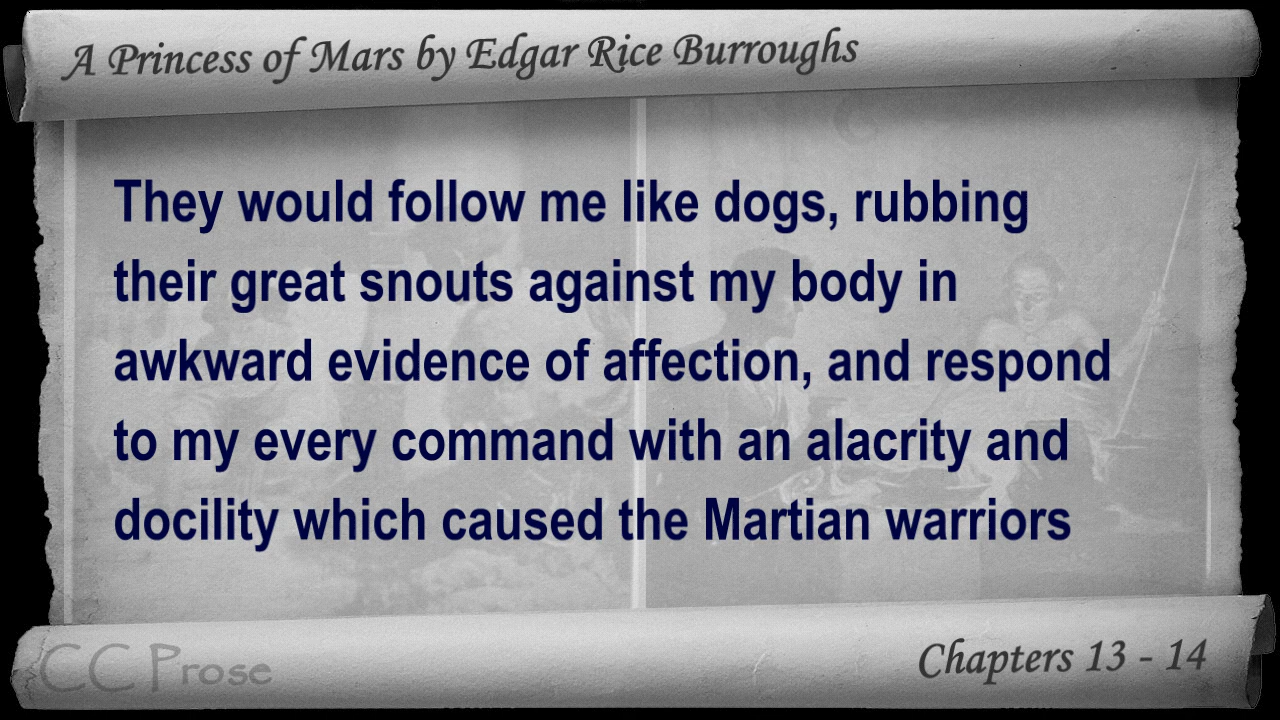 A Princess of Mars by Edgar Rice Burroughs
They would follow me like dogs, rubbing
their great snouts against my body in
awkward evidence of affection, and respond
to my every command with an alacrity and
docility which caused the Martian warriors
CC Prose
Chapters 13 - 14